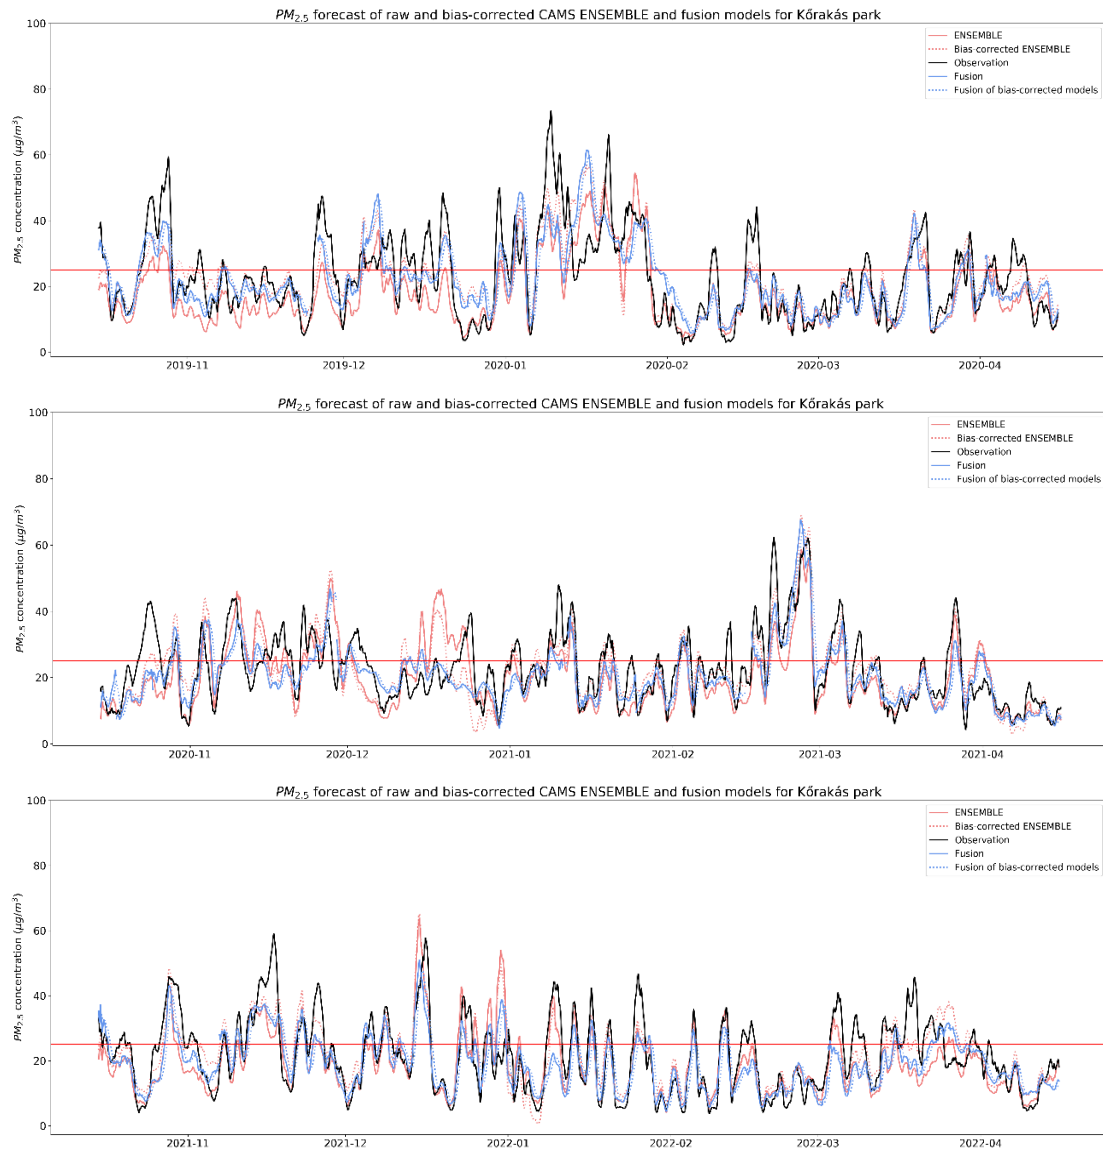 PM2.5 forecast of raw and bias-corrected CAMS ENSEMBLE and fusion models for Kőrakás park
100
80
60
40
20
0
PM2.5 concentration (μg/m3)
ENSEMBLE
Bias-corrected ENSEMBLE
Observation
Fusion
Fusion of bias-corrected models
2019-11 2019-12 2020-01 2020-02 2020-03 2020-04
PM2.5 forecast of raw and bias-corrected CAMS ENSEMBLE and fusion models for Kőrakás park
100
80
60
40
20
0
PM2.5 concentration (μg/m3)
ENSEMBLE
Bias-corrected ENSEMBLE
Observation
Fusion
Fusion of bias-corrected models
2020-11 2020-12 2021-01 2021-02 2021-03 2021-04
PM2.5 forecast of raw and bias-corrected CAMS ENSEMBLE and fusion models for Kőrakás park
100
80
60
40
20
0
PM2.5 concentration (μg/m3)
ENSEMBLE
Bias-corrected ENSEMBLE
Observation
Fusion
Fusion of bias-corrected models
2021-11 2021-12 2022-01 2022-02 2022-03 2022-04